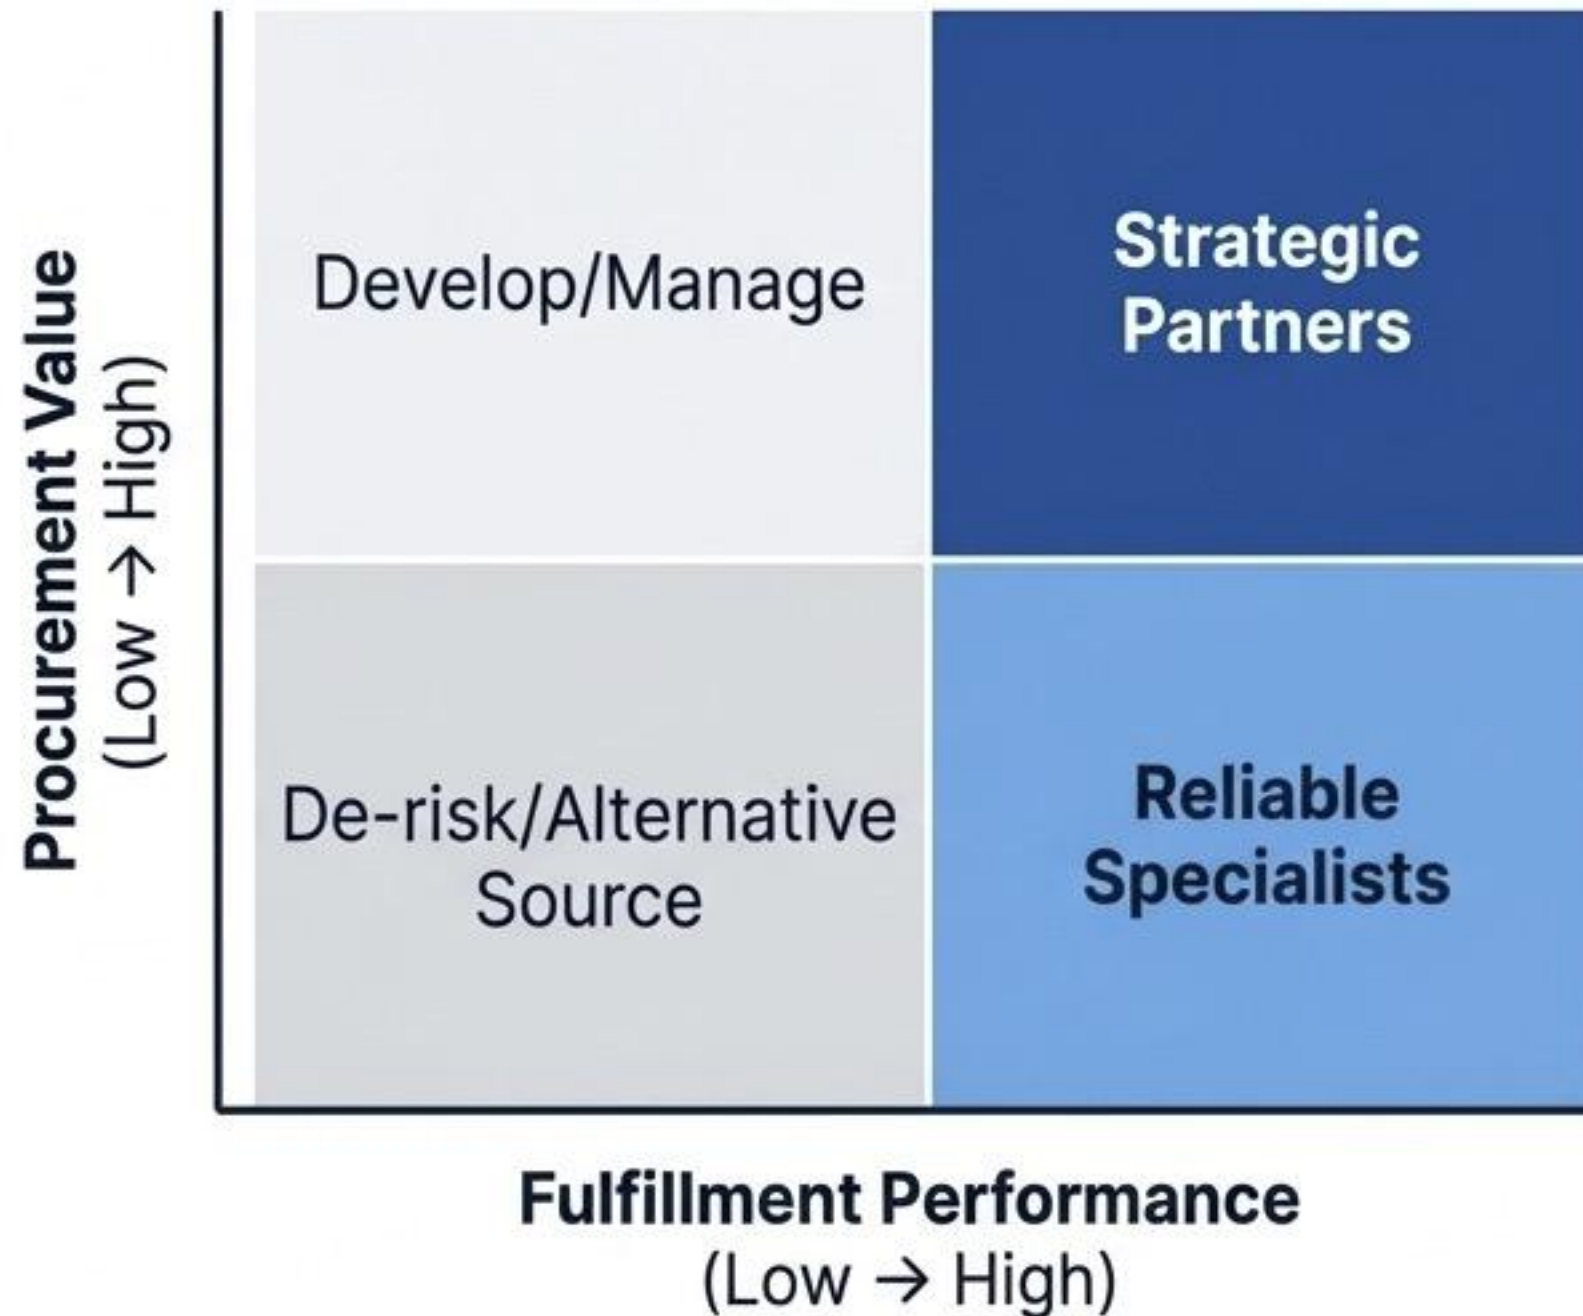 Procurement Value
(Low → High)
Develop/Manage
Strategic
Partners
De-risk/Alternative
Source
Reliable
Specialists
Fulfillment Performance
(Low → High)